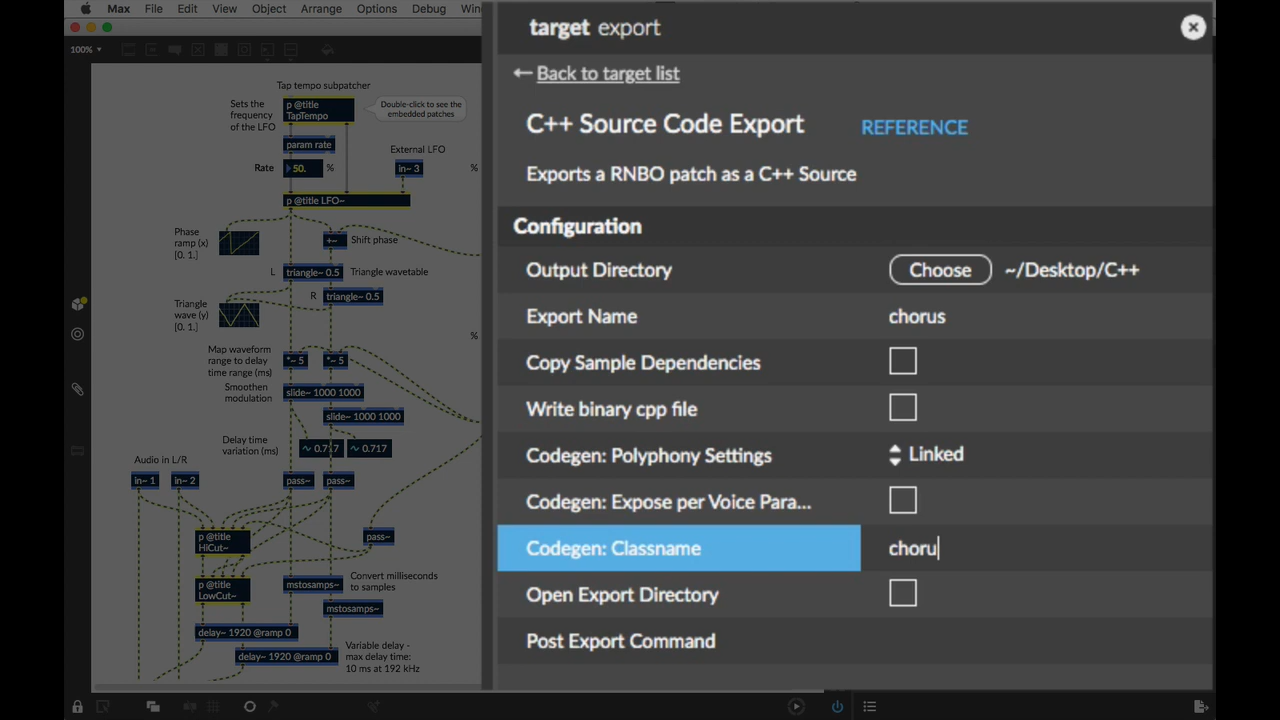 Max File Edit View Object Arrange Options Debug
100%
Tap tempo subpatcher
Sets the
frequency
of the LFO
p @title
TapTempo
Double-click to see the
embedded patches
param rate
External LFO
Rate
50.
%
in~ 3
%
p @title LFO~
Phase
ramp (x)
[0. 1.]
+~
Shift phase
L
triangle~ 0.5
Triangle wavetable
R
triangle~ 0.5
Triangle
wave (y)
[0. 1.]
%
Map waveform
range to delay
time range (ms)
*~ 5
*~ 5
Smoothen
modulation
slide~ 1000 1000
slide~ 1000 1000
Delay time
variation (ms)
0.717
0.717
Audio in L/R
in~ 1
in~ 2
pass~
pass~
p @title
HiCut~
pass~
p @title
LowCut~
mstosamps~
Convert milliseconds
to samples
mstosamps~
delay~ 1920 @ramp 0
delay~ 1920 @ramp 0
Variable delay -
max delay time:
10 ms at 192 kHz
target export
Back to target list
C++ Source Code Export
REFERENCE
Exports a RNBO patch as a C++ Source
Configuration
Output Directory
Choose
~/Desktop/C++
Export Name
chorus
Copy Sample Dependencies
Write binary cpp file
Codegen: Polyphony Settings
Linked
Codegen: Expose per Voice Para...
Codegen: Classname
choru
Open Export Directory
Post Export Command